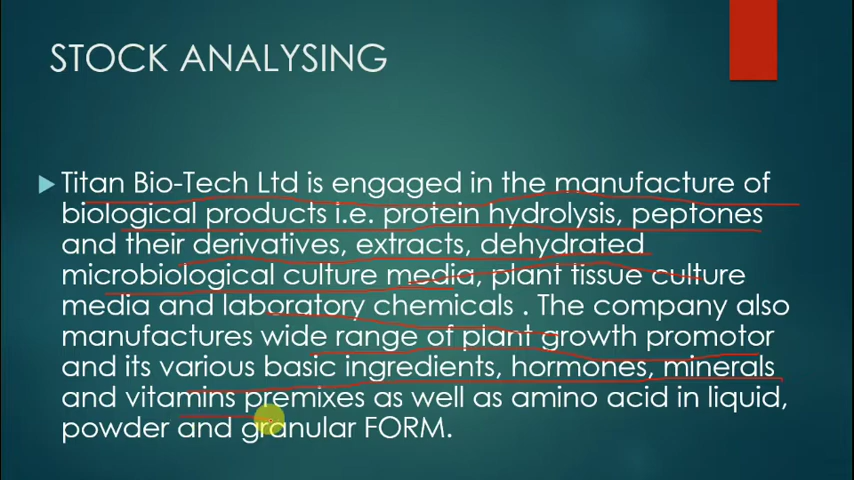 STOCK ANALYSING
Titan Bio-Tech Ltd is engaged in the manufacture of
biological products i.e. protein hydrolysis, peptones
and their derivatives, extracts, dehydrated
microbiological culture media, plant tissue culture
media and laboratory chemicals . The company also
manufactures wide range of plant growth promotor
and its various basic ingredients, hormones, minerals
and vitamins premixes as well as amino acid in liquid,
powder and granular FORM.